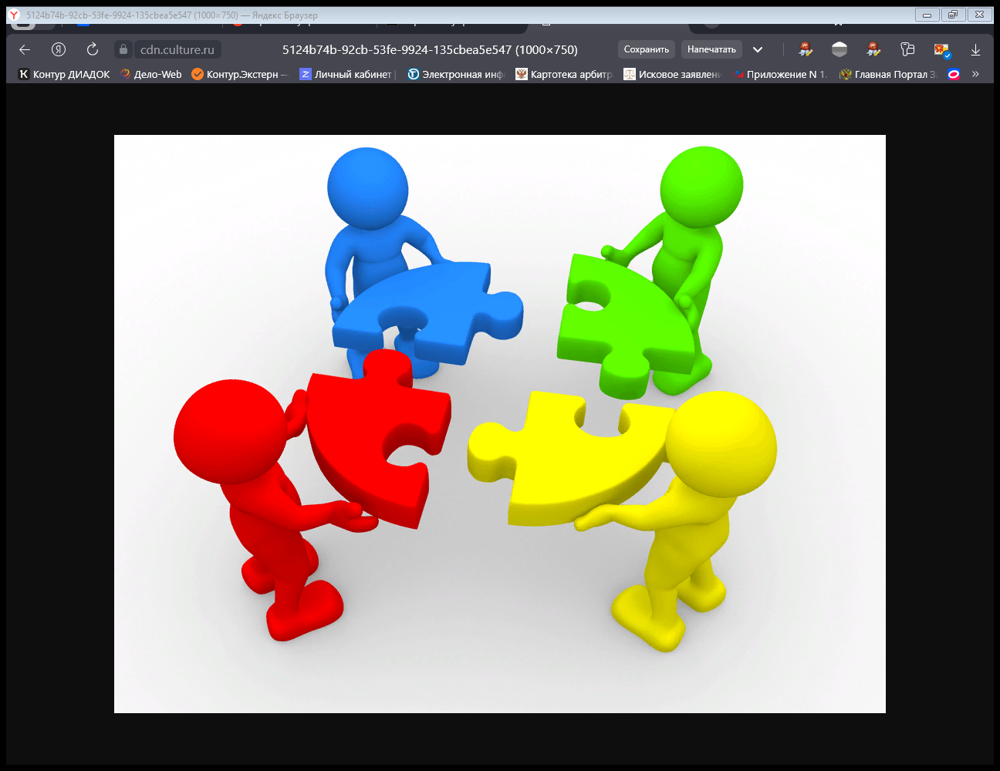 5124b74b-92cb-53fe-9924-135cbea5e547 (1000×750) — Яндекс Браузер
cdn.culture.ru 5124b74b-92cb-53fe-9924-135cbea5e547 (1000×750) Сохранить Напечатать
Контур ДИАДОК Дело-Web Контур.Экстерн — Личный кабинет Электронная инф Картотека арбитр Исковое заявлен Приложение N 1. Главная Портал З »